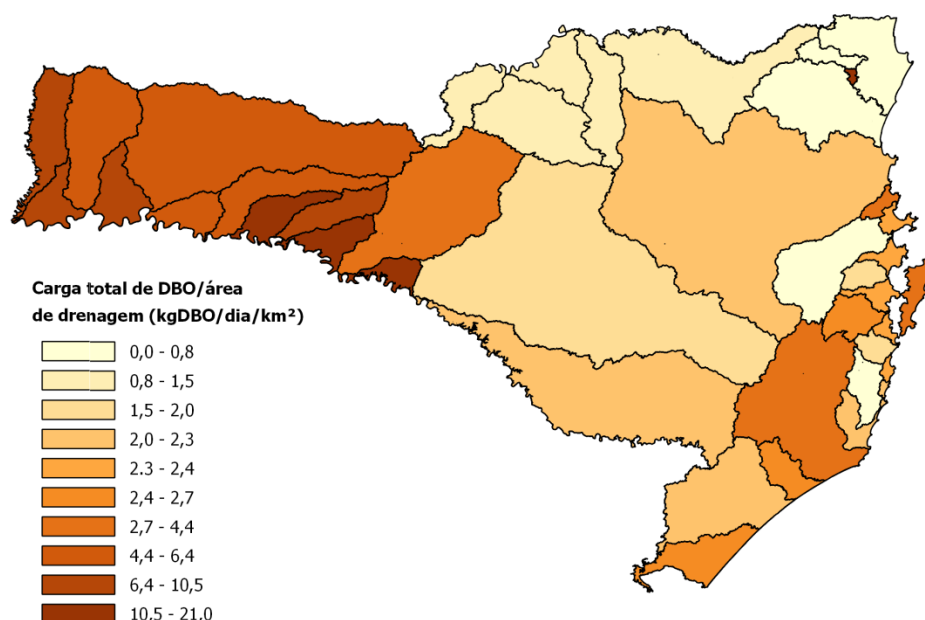 Carga total de DBO/área
de drenagem (kgDBO/dia/km²)
0,0 - 0,8
0,8 - 1,5
1,5 - 2,0
2,0 - 2,3
2.3 - 2,4
2,4 - 2,7
2,7 - 4,4
4,4 - 6,4
6,4 - 10,5
10,5 - 21,0